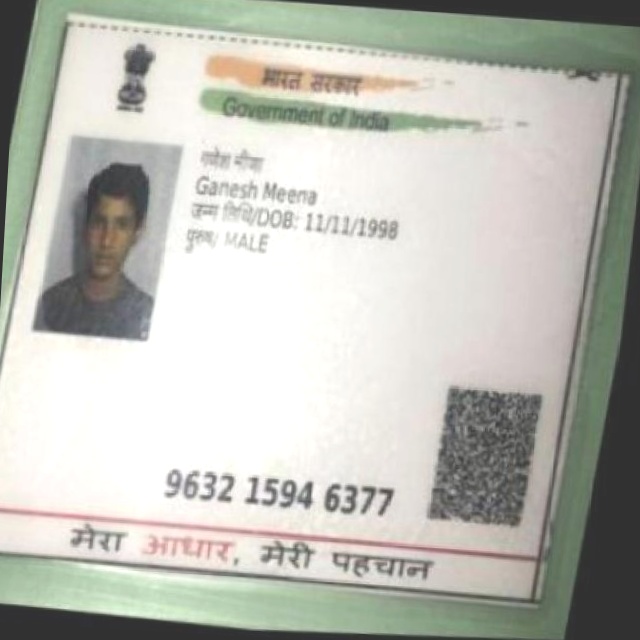 भारत सरकार
Government of India
गणेश मीणा
Ganesh Meena
जन्म तिथि/DOB: 11/11/1998
पुरुष/ MALE
9632 1594 6377
मेरा आधार, मेरी पहचान